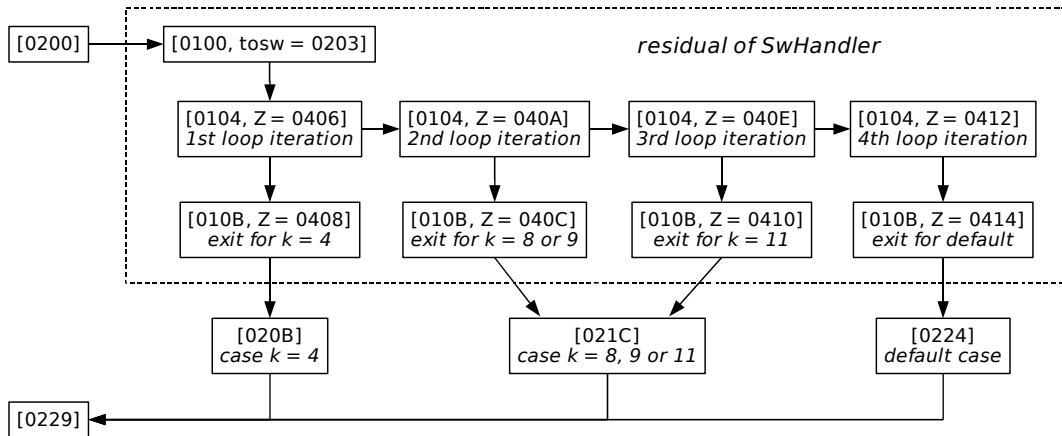 [0200]
[0100, tosw = 0203]
residual of SwHandler
[0104, Z = 0406]
1st loop iteration
[0104, Z = 040A]
2nd loop iteration
[0104, Z = 040E]
3rd loop iteration
[0104, Z = 0412]
4th loop iteration
[010B, Z = 0408]
exit for k = 4
[010B, Z = 040C]
exit for k = 8 or 9
[010B, Z = 0410]
exit for k = 11
[010B, Z = 0414]
exit for default
[020B]
case k = 4
[021C]
case k = 8, 9 or 11
[0224]
default case
[0229]